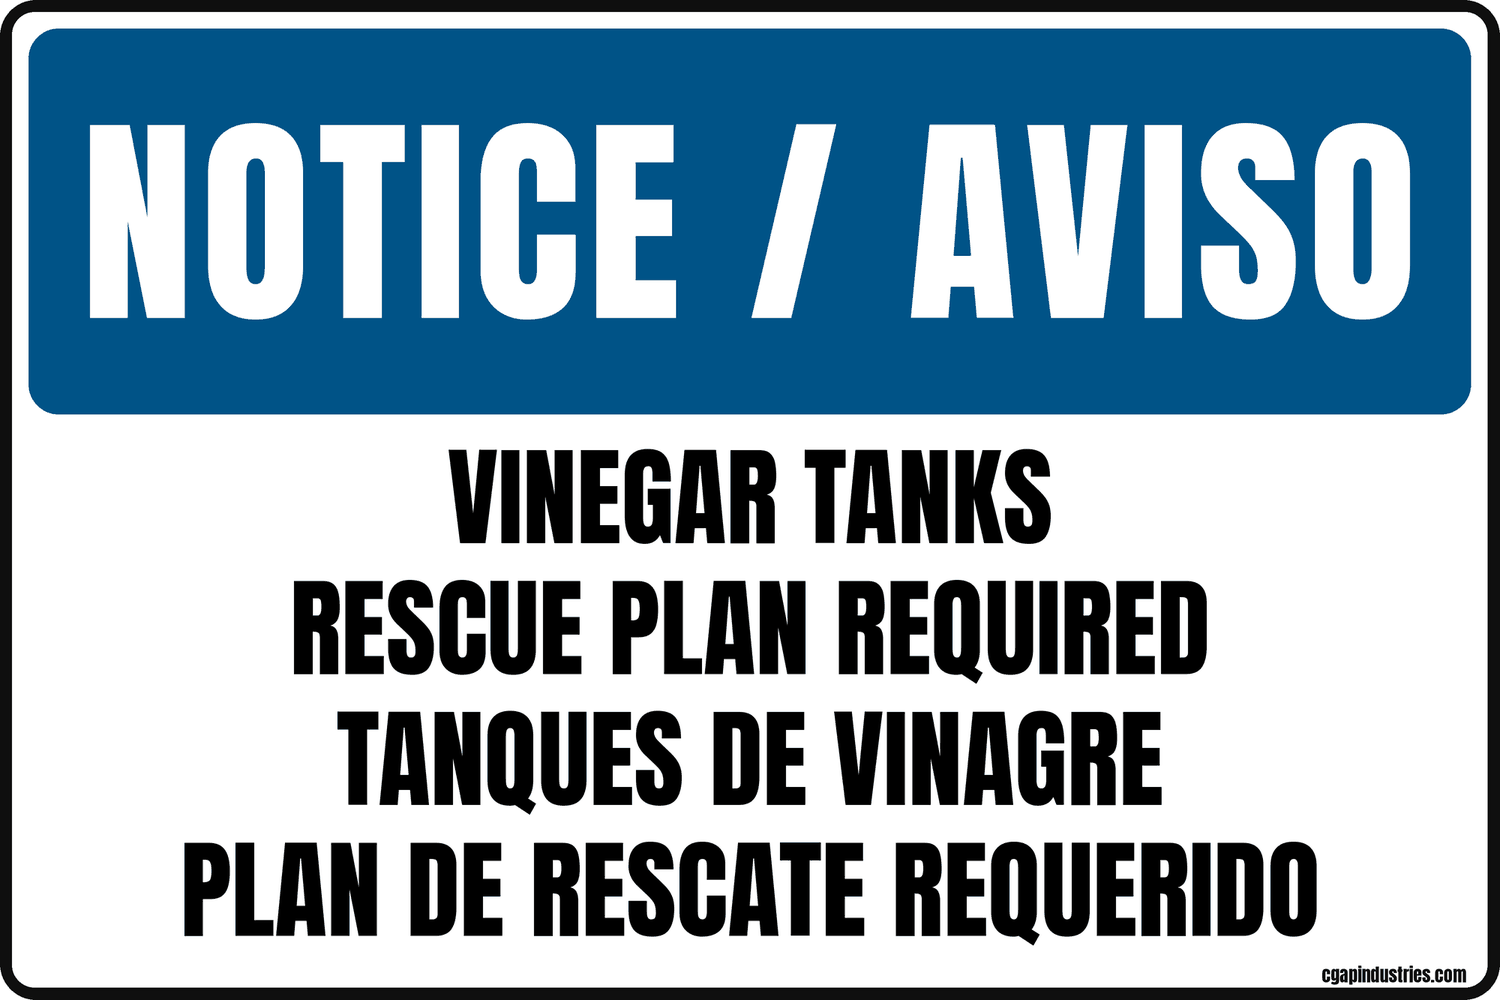 NOTICE / AVISO
VINEGAR TANKS
RESCUE PLAN REQUIRED
TANQUES DE VINAGRE
PLAN DE RESCATE REQUERIDO
cgapindustries.com